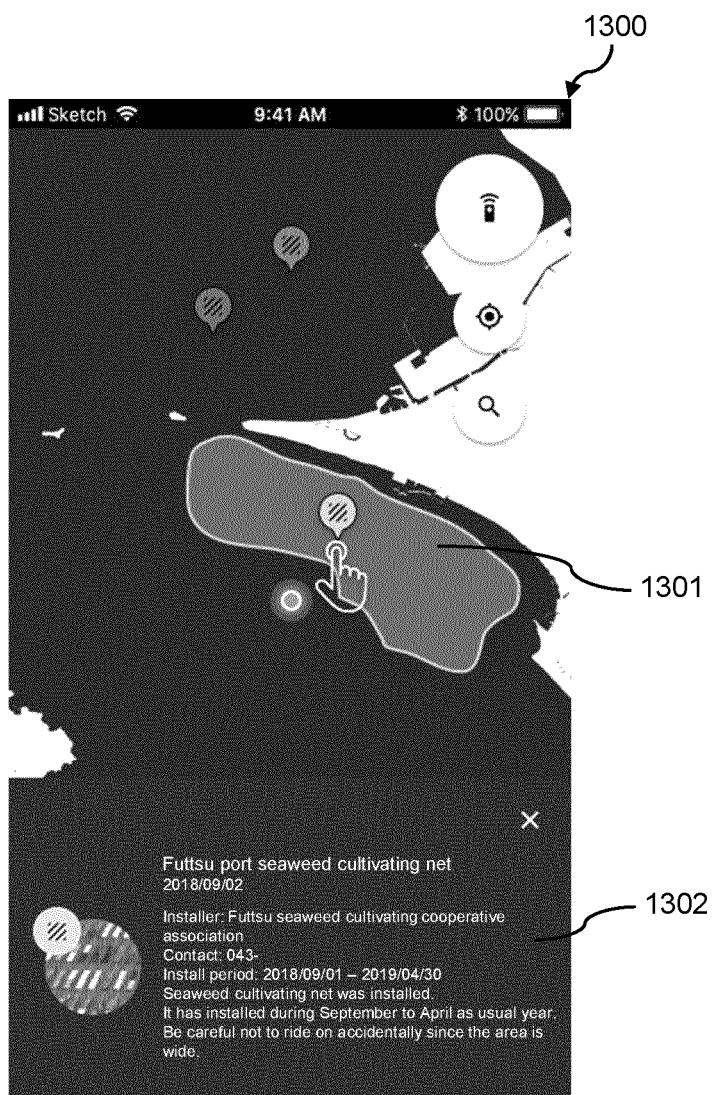 1300
Sketch 9:41 AM 100%
1301
Futtsu port seaweed cultivating net
2018/09/02
Installer: Futtsu seaweed cultivating cooperative
association
Contact: 043-
Install period: 2018/09/01 – 2019/04/30
Seaweed cultivating net was installed.
It has installed during September to April as usual year.
Be careful not to ride on accidentally since the area is
wide.
1302